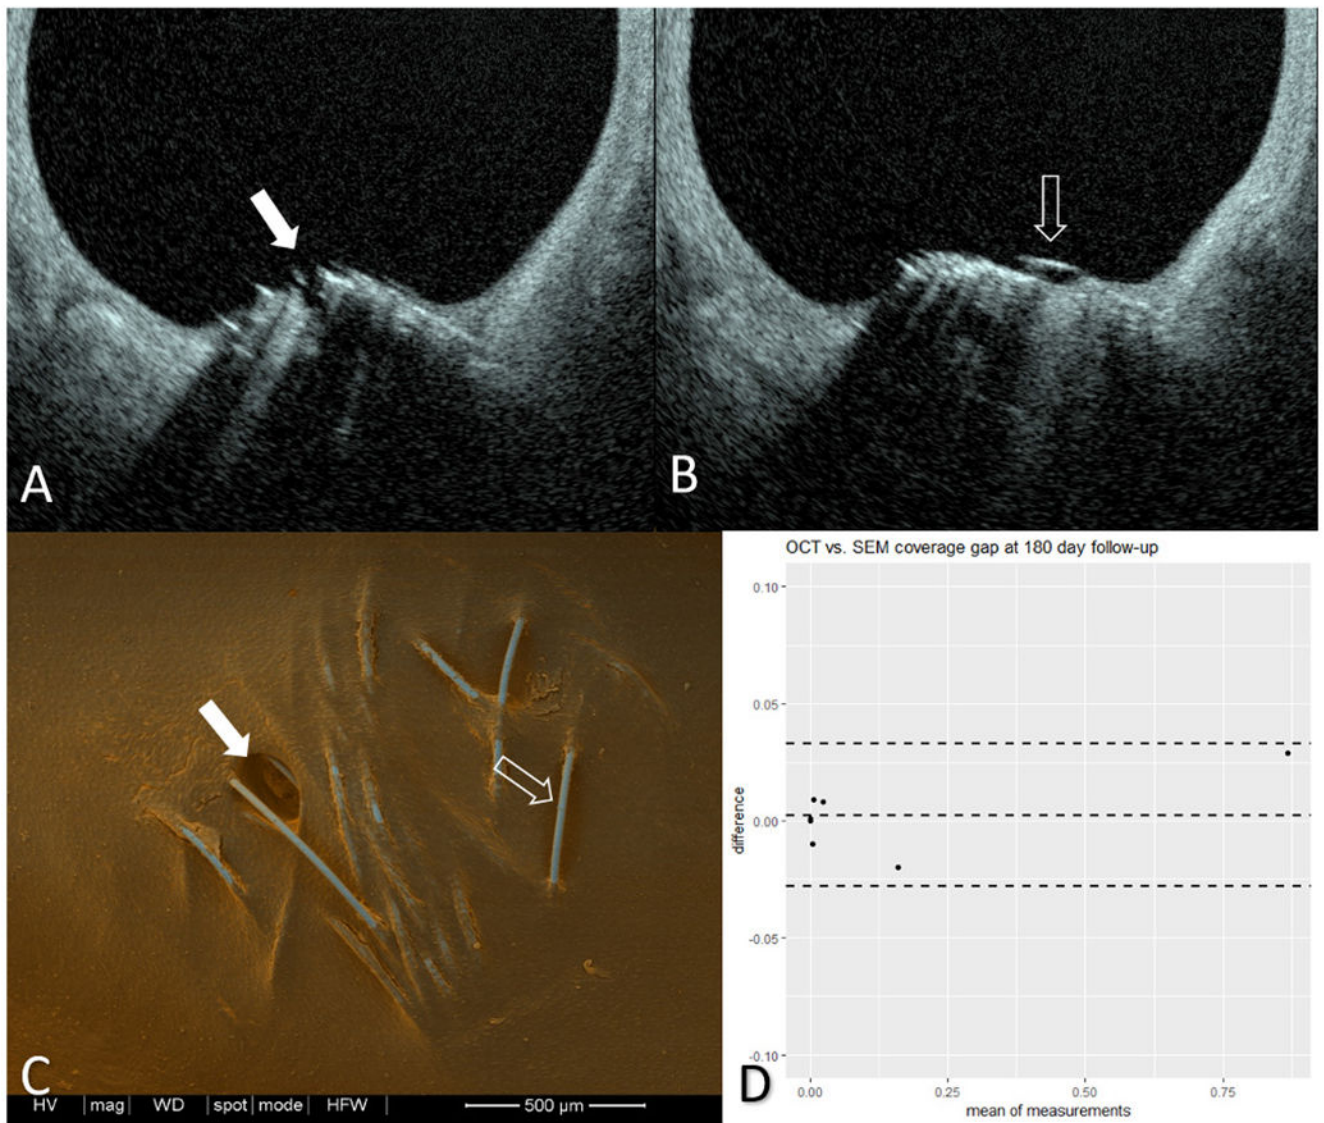 A
B
C
HV mag WD spot mode HFW 500 µm
OCT vs. SEM coverage gap at 180 day follow-up
0.10
0.05
0.00
-0.05
-0.10
difference
0.00 0.25 0.50 0.75
mean of measurements
D